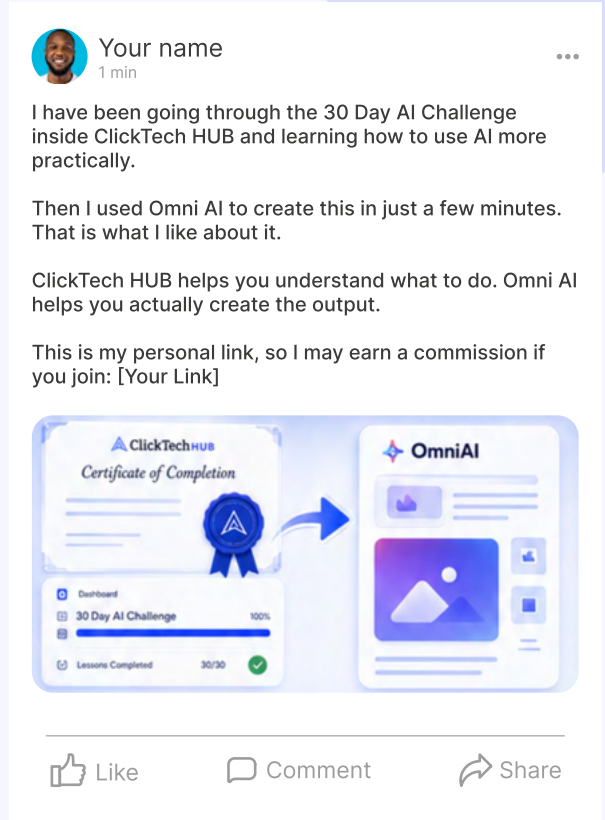 Your name
1 min
I have been going through the 30 Day AI Challenge
inside ClickTech HUB and learning how to use AI more
practically.
Then I used Omni AI to create this in just a few minutes.
That is what I like about it.
ClickTech HUB helps you understand what to do. Omni AI
helps you actually create the output.
This is my personal link, so I may earn a commission if
you join: [Your Link]
ClickTech HUB
Certificate of Completion
Dashboard
30 Day AI Challenge 100%
Lessons Completed 30/30
OmniAI
Like Comment Share